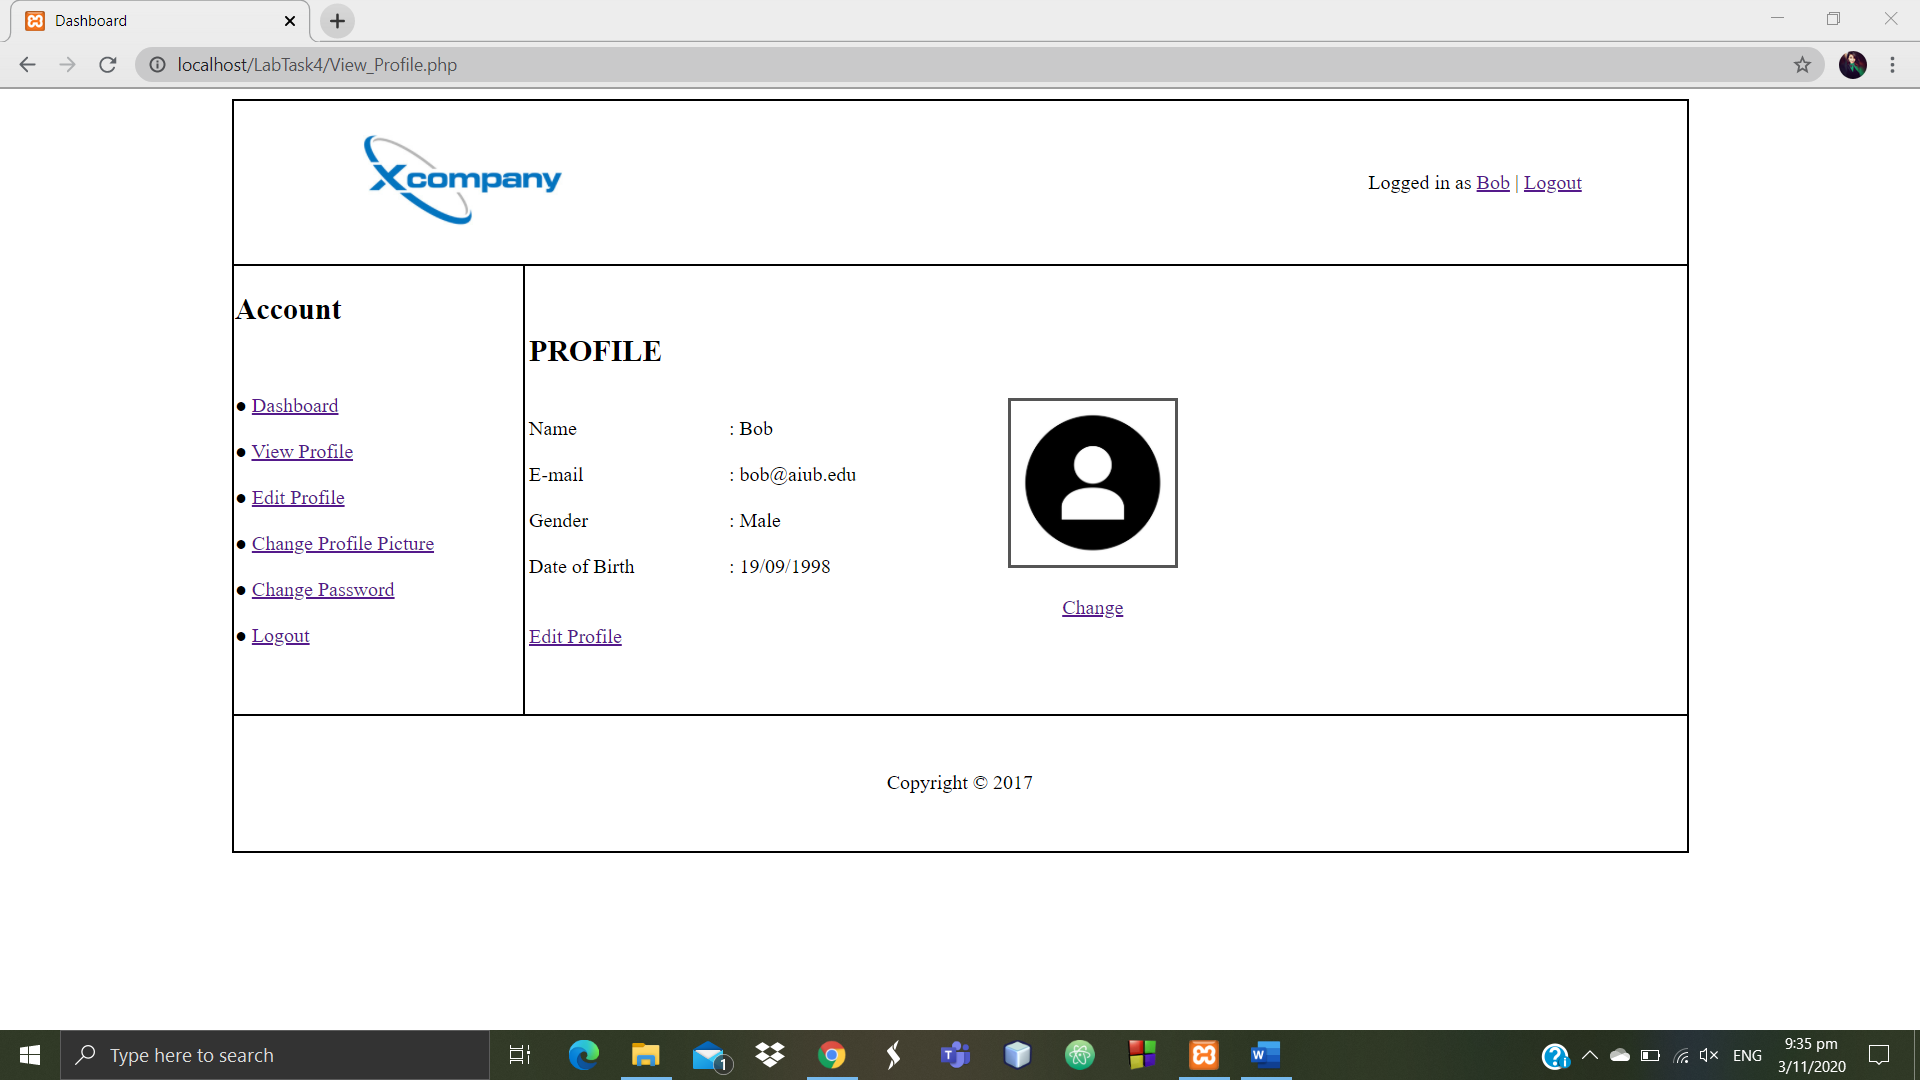 Dashboard
localhost/LabTask4/View_Profile.php
Xcompany
Logged in as Bob | Logout
Account
● Dashboard
● View Profile
● Edit Profile
● Change Profile Picture
● Change Password
● Logout
PROFILE
Name : Bob
E-mail : bob@aiub.edu
Gender : Male
Date of Birth : 19/09/1998
Change
Edit Profile
Copyright © 2017
Type here to search
1
ENG
9:35 pm
3/11/2020